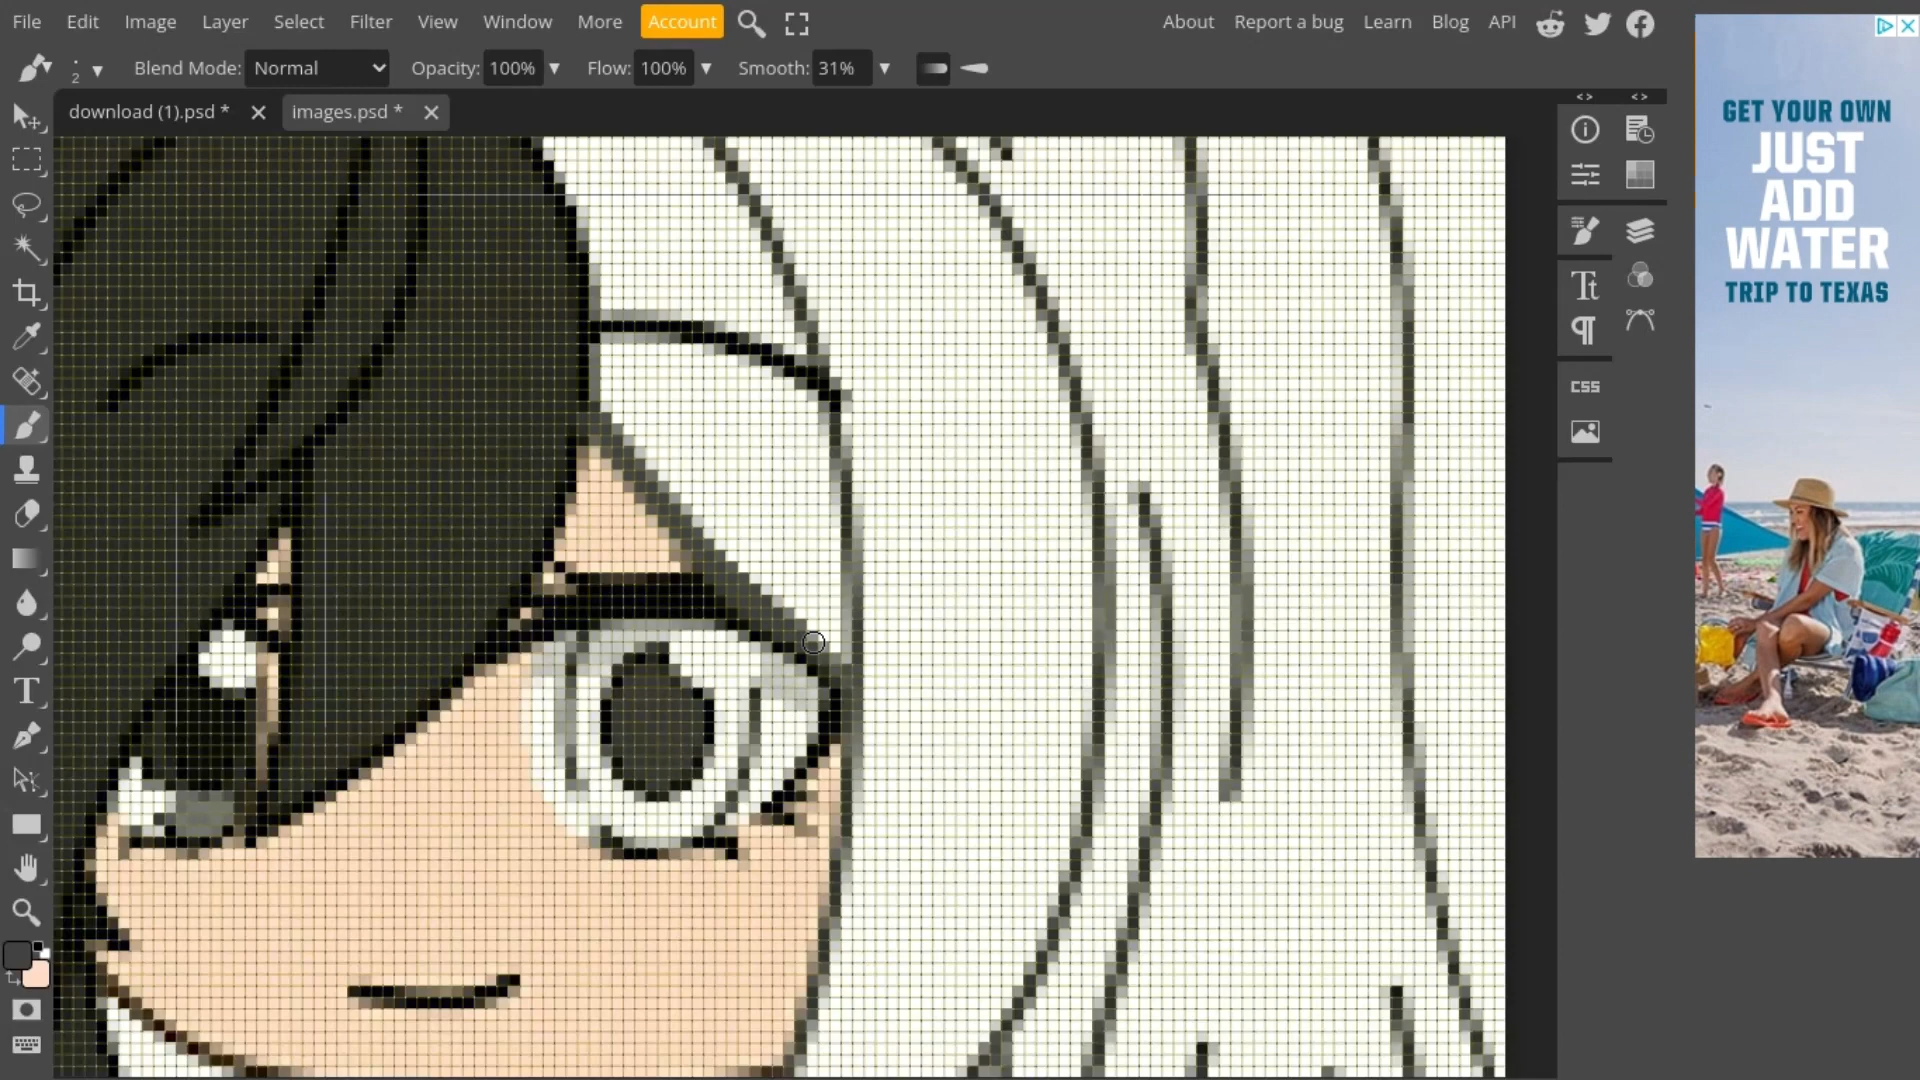 File Edit Image Layer Select Filter View Window More Account About Report a bug Learn Blog API
2 Blend Mode: Normal Opacity: 100% Flow: 100% Smooth: 31%
download (1).psd * images.psd *
CSS
GET YOUR OWN
JUST
ADD
WATER
TRIP TO TEXAS